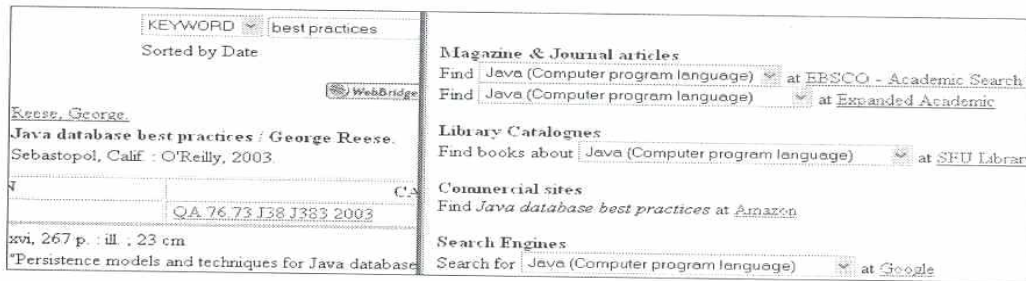 KEYWORD best practices
Sorted by Date
WebBridge
Reese, George.
Java database best practices / George Reese.
Sebastopol, Calif. : O'Reilly, 2003.
N CA
QA 76.73 J38 J383 2003
xvi, 267 p. : ill. ; 23 cm
"Persistence models and techniques for Java database
Magazine & Journal articles
Find Java (Computer program language) at EBSCO - Academic Search
Find Java (Computer program language) at Expanded Academic
Library Catalogues
Find books about Java (Computer program language) at SFU Library
Commercial sites
Find Java database best practices at Amazon
Search Engines
Search for Java (Computer program language) at Google